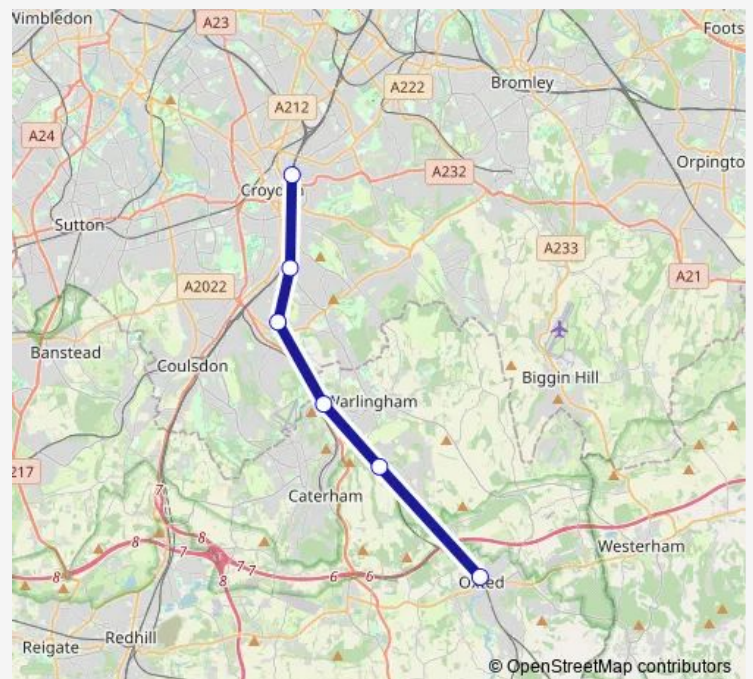 Wimbledon
A23
Foots
A222
Bromley
A212
A24
Orpington
A232
Croydon
Sutton
A233
A21
A2022
Banstead
Coulsdon
Biggin Hill
Warlingham
217
7
Caterham
8
8
7
7
7
8
8
6
6
Westerham
Oxted
Redhill
Reigate
© OpenStreetMap contributors